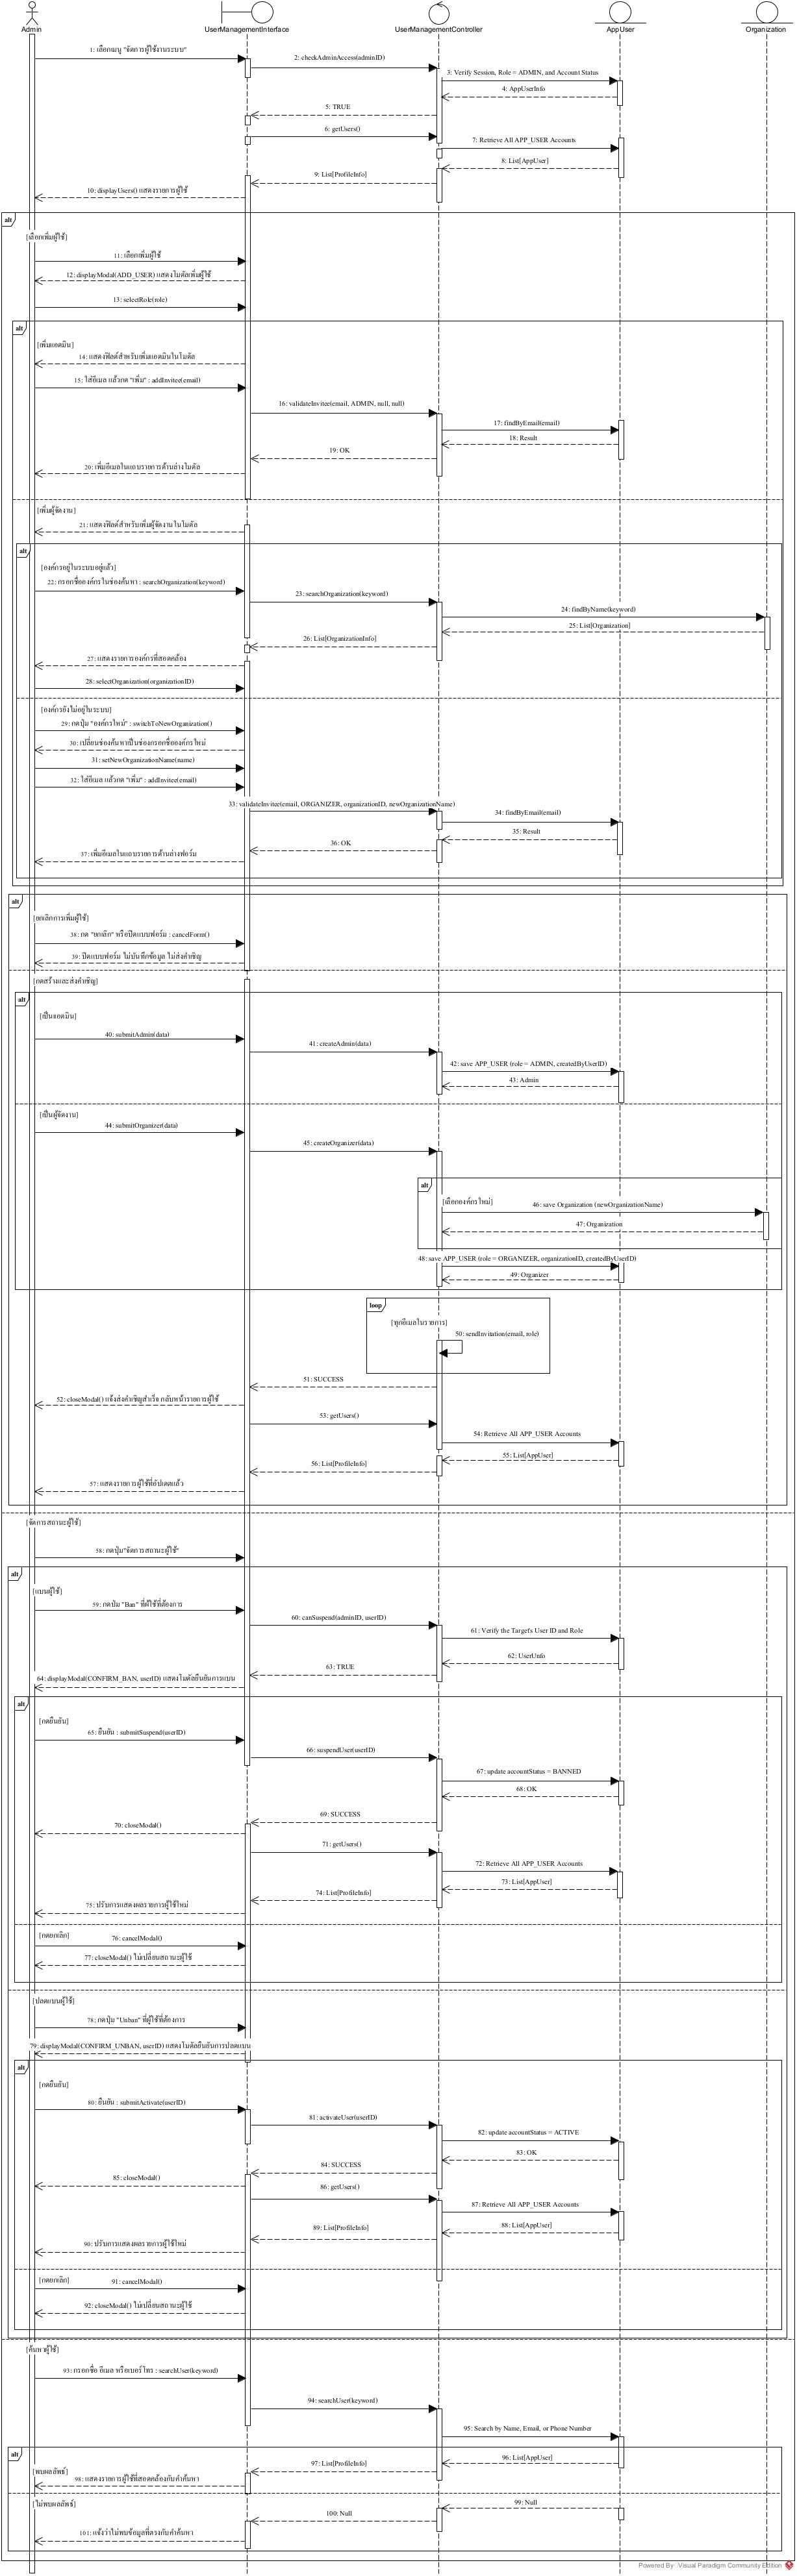 Admin
UserManagementInterface
UserManagementController
AppUser
Organization
1: เลือกเมนู "จัดการผู้ใช้งานระบบ"
2: checkAdminAccess(adminID)
3: Verify Session, Role = ADMIN, and Account Status
4: AppUserInfo
5: TRUE
6: getUsers()
7: Retrieve All APP_USER Accounts
8: List[AppUser]
9: List[ProfileInfo]
10: displayUsers() แสดงรายการผู้ใช้
alt
[เลือกเพิ่มผู้ใช้]
11: เลือกเพิ่มผู้ใช้
12: displayModal(ADD_USER) แสดงโมดัลเพิ่มผู้ใช้
13: selectRole(role)
alt
[เพิ่มแอดมิน]
14: แสดงฟิลด์สำหรับเพิ่มแอดมินในโมดัล
15: ใส่อีเมล แล้วกด "เพิ่ม" : addInvitee(email)
16: validateInvitee(email, ADMIN, null, null)
17: findByEmail(email)
18: Result
19: OK
20: เพิ่มอีเมลในแถบรายการด้านล่างโมดัล
[เพิ่มผู้จัดงาน]
21: แสดงฟิลด์สำหรับเพิ่มผู้จัดงานในโมดัล
alt
[องค์กรอยู่ในระบบอยู่แล้ว]
22: กรอกชื่อองค์กรในช่องค้นหา : searchOrganization(keyword)
23: searchOrganization(keyword)
24: findByName(keyword)
25: List[Organization]
26: List[OrganizationInfo]
27: แสดงรายการองค์กรที่สอดคล้อง
28: selectOrganization(organizationID)
[องค์กรยังไม่อยู่ในระบบ]
29: กดปุ่ม "องค์กรใหม่" : switchToNewOrganization()
30: เปลี่ยนช่องค้นหาเป็นช่องกรอกชื่อองค์กรใหม่
31: setNewOrganizationName(name)
32: ใส่อีเมล แล้วกด "เพิ่ม" : addInvitee(email)
33: validateInvitee(email, ORGANIZER, organizationID, newOrganizationName)
34: findByEmail(email)
35: Result
36: OK
37: เพิ่มอีเมลในแถบรายการด้านล่างฟอร์ม
alt
[ยกเลิกการเพิ่มผู้ใช้]
38: กด "ยกเลิก" หรือปิดแบบฟอร์ม : cancelForm()
39: ปิดแบบฟอร์ม ไม่บันทึกข้อมูล ไม่ส่งคำเชิญ
[กดสร้างและส่งคำเชิญ]
alt
[เป็นแอดมิน]
40: submitAdmin(data)
41: createAdmin(data)
42: save APP_USER (role = ADMIN, createdByUserID)
43: Admin
[เป็นผู้จัดงาน]
44: submitOrganizer(data)
45: createOrganizer(data)
alt
[เลือกองค์กรใหม่]
46: save Organization (newOrganizationName)
47: Organization
48: save APP_USER (role = ORGANIZER, organizationID, createdByUserID)
49: Organizer
loop
[ทุกอีเมลในรายการ]
50: sendInvitation(email, role)
51: SUCCESS
52: closeModal() แจ้งส่งคำเชิญสำเร็จ กลับหน้ารายการผู้ใช้
53: getUsers()
54: Retrieve All APP_USER Accounts
55: List[AppUser]
56: List[ProfileInfo]
57: แสดงรายการผู้ใช้ที่อัปเดตแล้ว
[จัดการสถานะผู้ใช้]
58: กดปุ่ม"จัดการสถานะผู้ใช้"
alt
[แบนผู้ใช้]
59: กดปุ่ม "Ban" ที่ผู้ใช้ที่ต้องการ
60: canSuspend(adminID, userID)
61: Verify the Target's User ID and Role
62: UserUnfo
63: TRUE
64: displayModal(CONFIRM_BAN, userID) แสดงโมดัลยืนยันการแบน
alt
[กดยืนยัน]
65: ยืนยัน : submitSuspend(userID)
66: suspendUser(userID)
67: update accountStatus = BANNED
68: OK
69: SUCCESS
70: closeModal()
71: getUsers()
72: Retrieve All APP_USER Accounts
73: List[AppUser]
74: List[ProfileInfo]
75: ปรับการแสดงผลรายการผู้ใช้ใหม่
[กดยกเลิก]
76: cancelModal()
77: closeModal() ไม่เปลี่ยนสถานะผู้ใช้
[ปลดแบนผู้ใช้]
78: กดปุ่ม "Unban" ที่ผู้ใช้ที่ต้องการ
79: displayModal(CONFIRM_UNBAN, userID) แสดงโมดัลยืนยันการปลดแบน
alt
[กดยืนยัน]
80: ยืนยัน : submitActivate(userID)
81: activateUser(userID)
82: update accountStatus = ACTIVE
83: OK
84: SUCCESS
85: closeModal()
86: getUsers()
87: Retrieve All APP_USER Accounts
88: List[AppUser]
89: List[ProfileInfo]
90: ปรับการแสดงผลรายการผู้ใช้ใหม่
[กดยกเลิก]
91: cancelModal()
92: closeModal() ไม่เปลี่ยนสถานะผู้ใช้
[ค้นหาผู้ใช้]
93: กรอกชื่อ อีเมล หรือเบอร์โทร : searchUser(keyword)
94: searchUser(keyword)
95: Search by Name, Email, or Phone Number
alt
96: List[AppUser]
97: List[ProfileInfo]
[พบผลลัพธ์]
98: แสดงรายการผู้ใช้ที่สอดคล้องกับคำค้นหา
[ไม่พบผลลัพธ์]
99: Null
100: Null
101: แจ้งว่าไม่พบข้อมูลที่ตรงกับคำค้นหา
Powered By: Visual Paradigm Community Edition